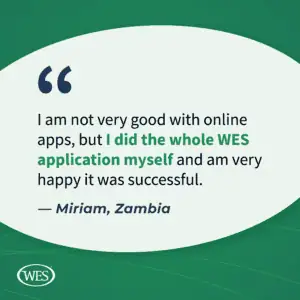 “
I am not very good with online
apps, but I did the whole WES
application myself and am very
happy it was successful.
— Miriam, Zambia
WES